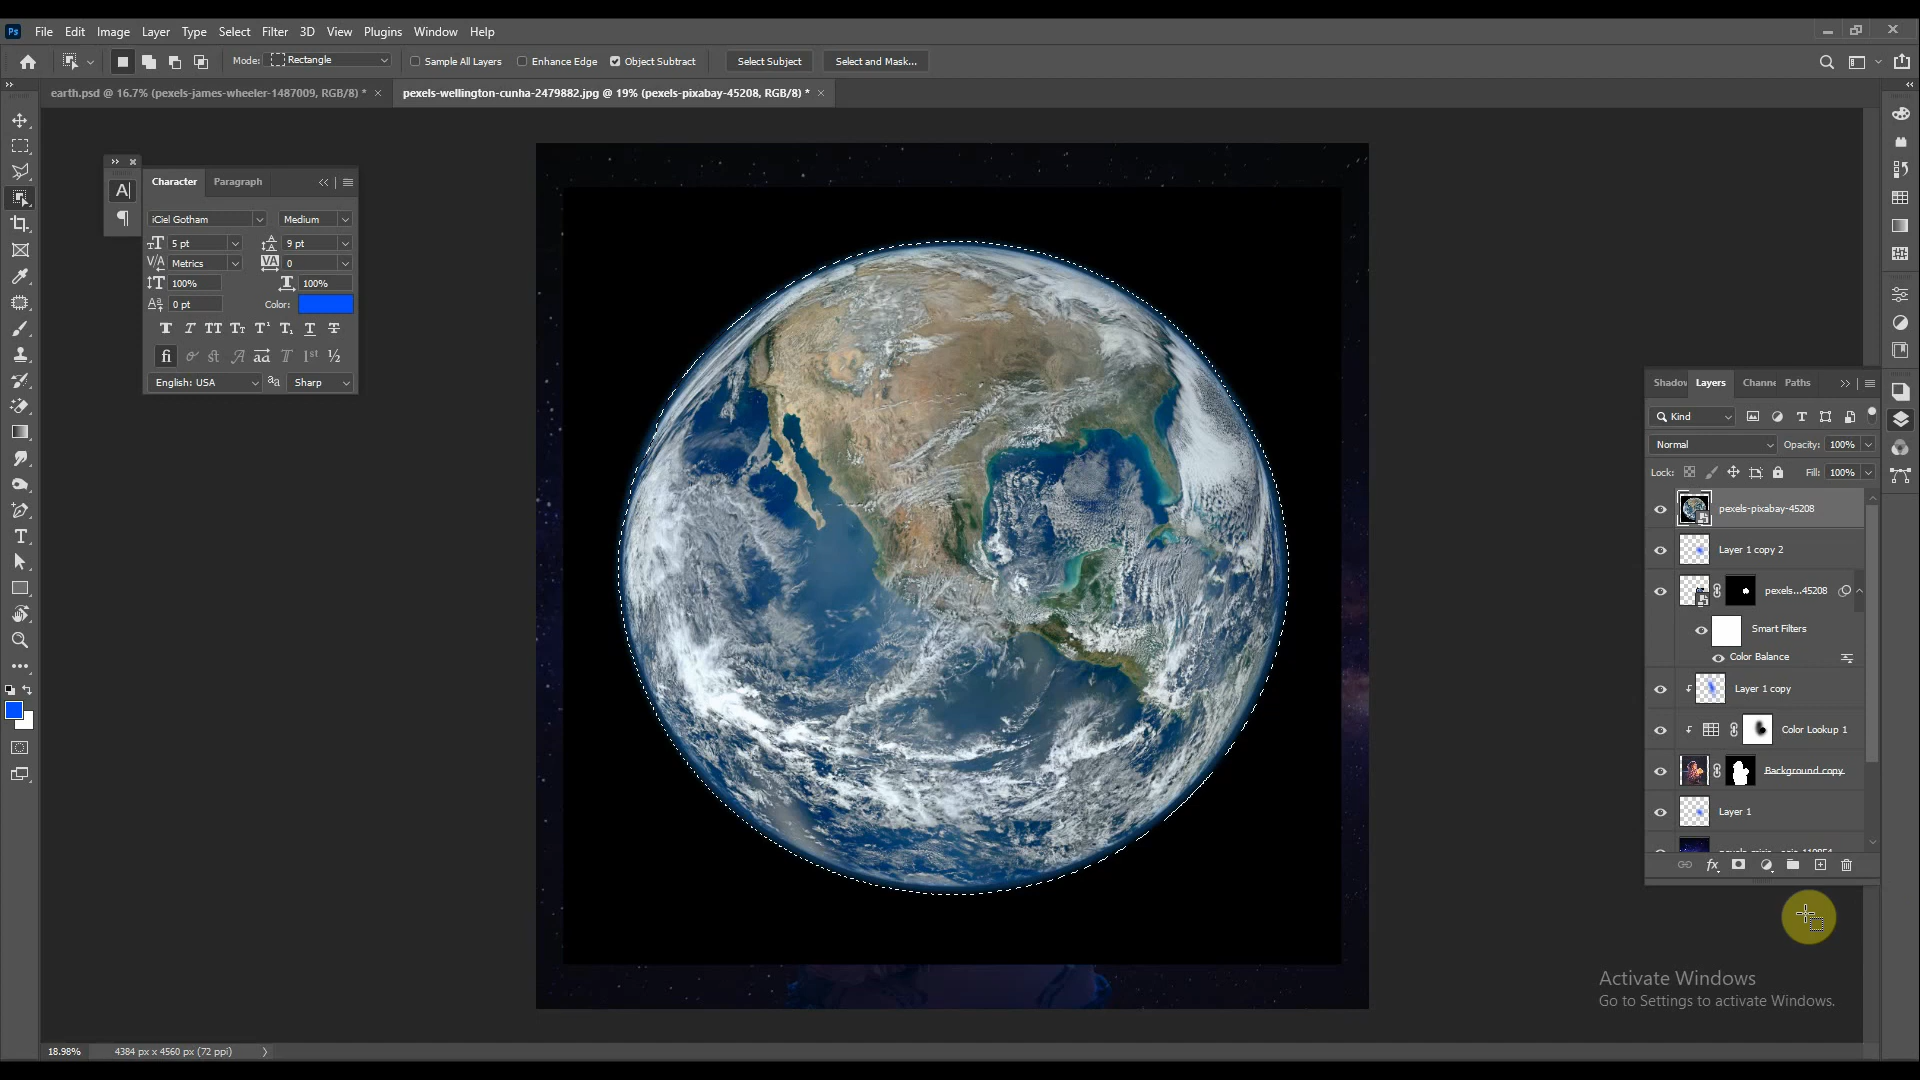 Ps File Edit Image Layer Type Select Filter 3D View Plugins Window Help
Mode: Rectangle Sample All Layers Enhance Edge Object Subtract Select Subject Select and Mask...
earth.psd @ 16.7% (pexels-james-wheeler-1487009, RGB/8) * × pexels-wellington-cunha-2479882.jpg @ 19% (pexels-pixabay-45208, RGB/8) * ×
Character Paragraph
iCiel Gotham Medium
5 pt 9 pt
Metrics 0
100% 100%
0 pt Color:
English: USA Sharp
Shadov Layers Channe Paths
Kind
Normal Opacity: 100%
Lock: Fill: 100%
pexels-pixabay-45208
Layer 1 copy 2
pexels...45208
Smart Filters
Color Balance
Layer 1 copy
Color Lookup 1
Background copy
Layer 1
Activate Windows
Go to Settings to activate Windows.
18.98% 4384 px x 4560 px (72 ppi)